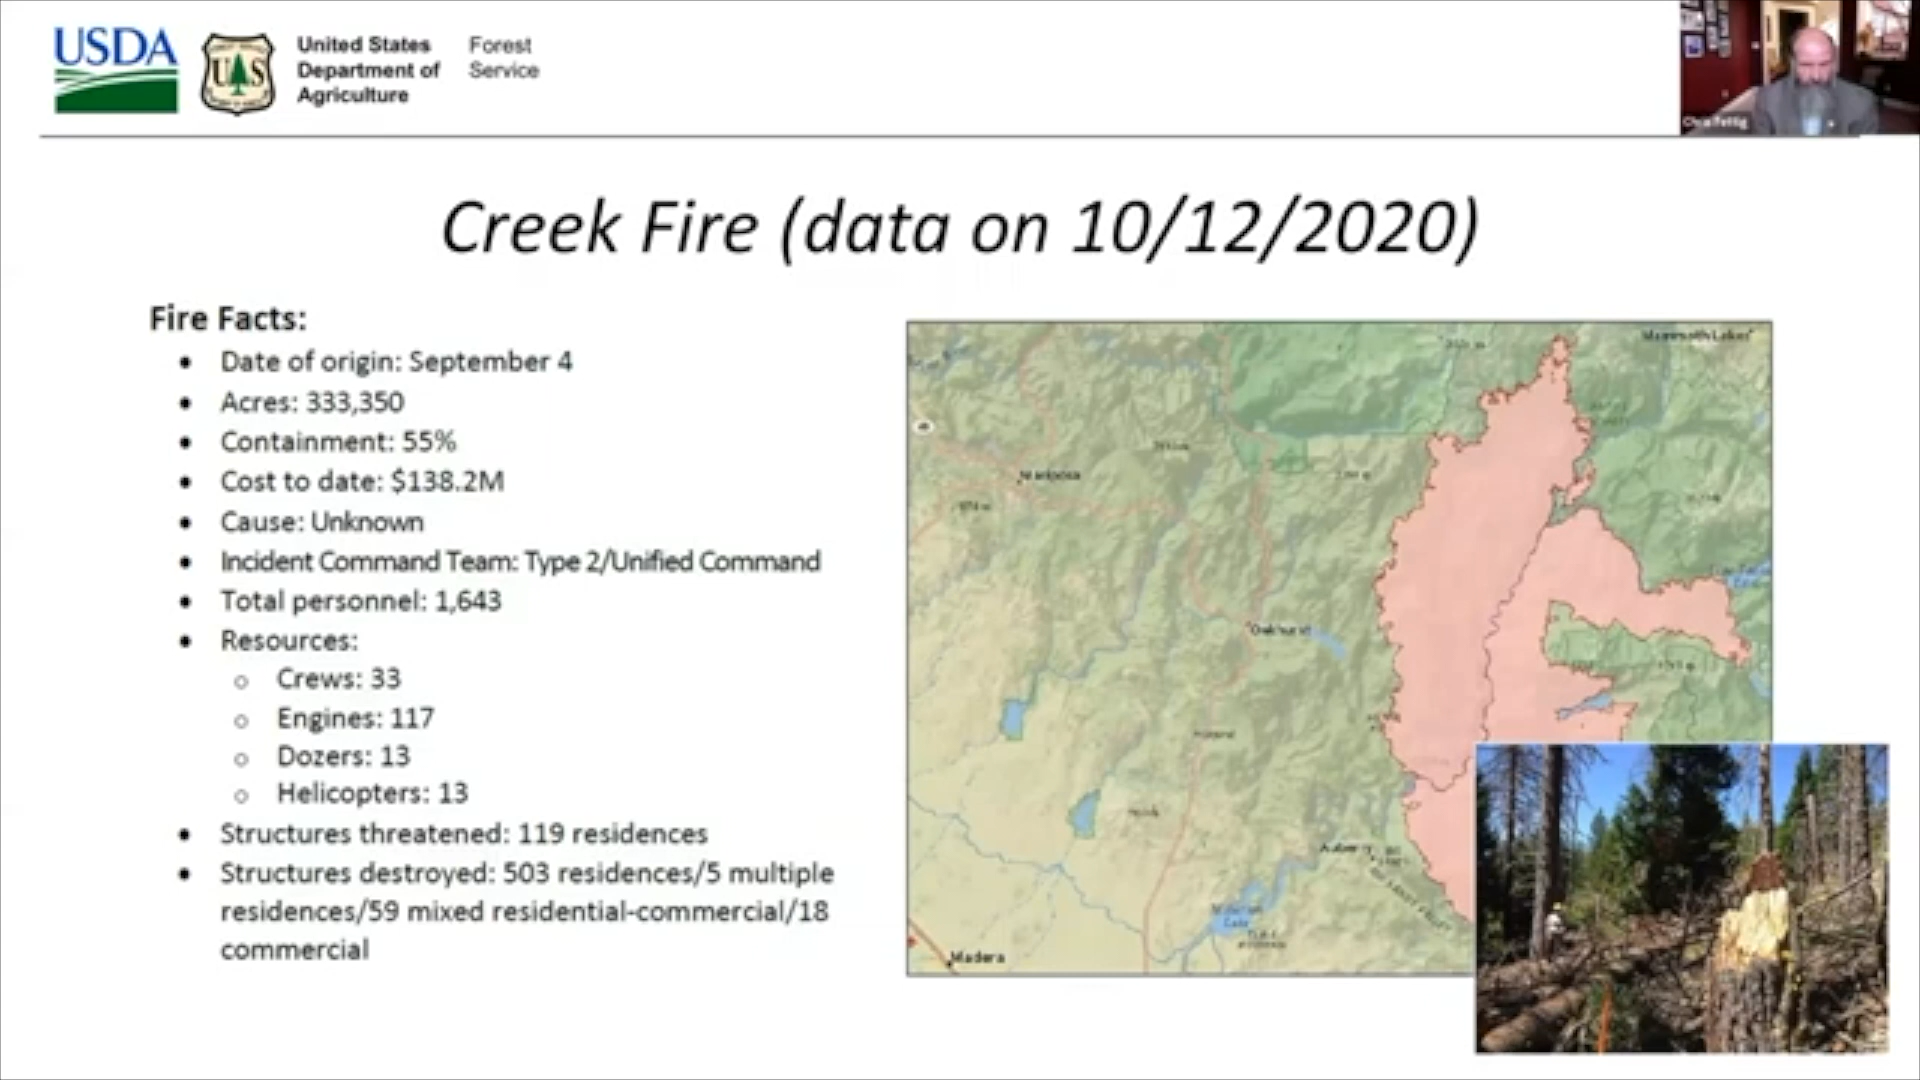 USDA
UAS
United States
Department of
Agriculture
Forest
Service
Creek Fire (data on 10/12/2020)
Fire Facts:
• Date of origin: September 4
• Acres: 333,350
• Containment: 55%
• Cost to date: $138.2M
• Cause: Unknown
• Incident Command Team: Type 2/Unified Command
• Total personnel: 1,643
• Resources:
o Crews: 33
o Engines: 117
o Dozers: 13
o Helicopters: 13
• Structures threatened: 119 residences
• Structures destroyed: 503 residences/5 multiple
residences/59 mixed residential-commercial/18
commercial
Mammoth Lakes
Mariposa
Oakhurst
Auberry
Madera